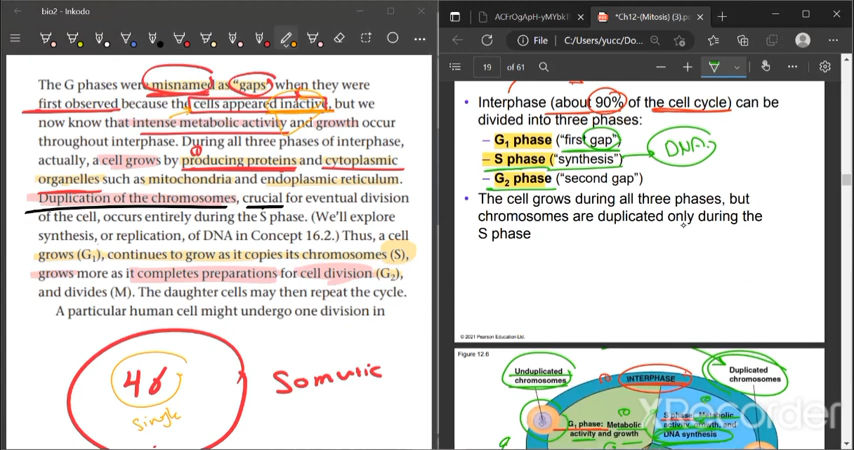 bio2 - Inkodo
The G phases were misnamed as "gaps" when they were
first observed because the cells appeared inactive, but we
now know that intense metabolic activity and growth occur
throughout interphase. During all three phases of interphase,
actually, a cell grows by producing proteins and cytoplasmic
organelles such as mitochondria and endoplasmic reticulum.
Duplication of the chromosomes, crucial for eventual division
of the cell, occurs entirely during the S phase. (We'll explore
synthesis, or replication, of DNA in Concept 16.2.) Thus, a cell
grows (G1), continues to grow as it copies its chromosomes (S),
grows more as it completes preparations for cell division (G2),
and divides (M). The daughter cells may then repeat the cycle.
A particular human cell might undergo one division in
46
single
Somatic
ACFrOgApH-yMYbk1
Ch12-(Mitosis) (3).p
File
C:/Users/yucc/Do...
19 of 61
• Interphase (about 90% of the cell cycle) can be
divided into three phases:
– G1 phase ("first gap")
– S phase ("synthesis")
DNA
– G2 phase ("second gap")
• The cell grows during all three phases, but
chromosomes are duplicated only during the
S phase
© 2021 Pearson Education Ltd.
Figure 12.6
Unduplicated
chromosomes
INTERPHASE
Duplicated
chromosomes
G1 phase: Metabolic
activity and growth
S phase: Metabolic
activity, growth, and
DNA synthesis
XRecorder